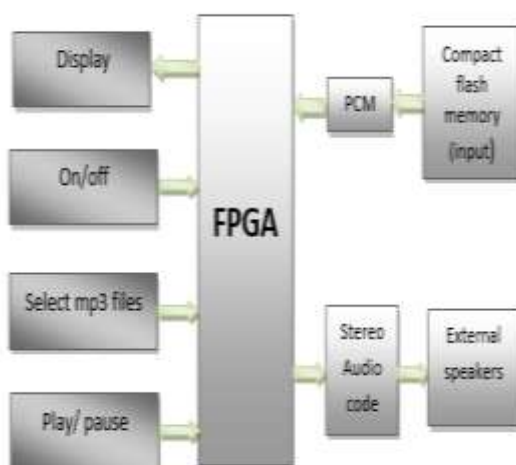 Display
On/off
Select mp3 files
Play/ pause
FPGA
PCM
Compact
flash
memory
(input)
Stereo
Audio
code
External
speakers